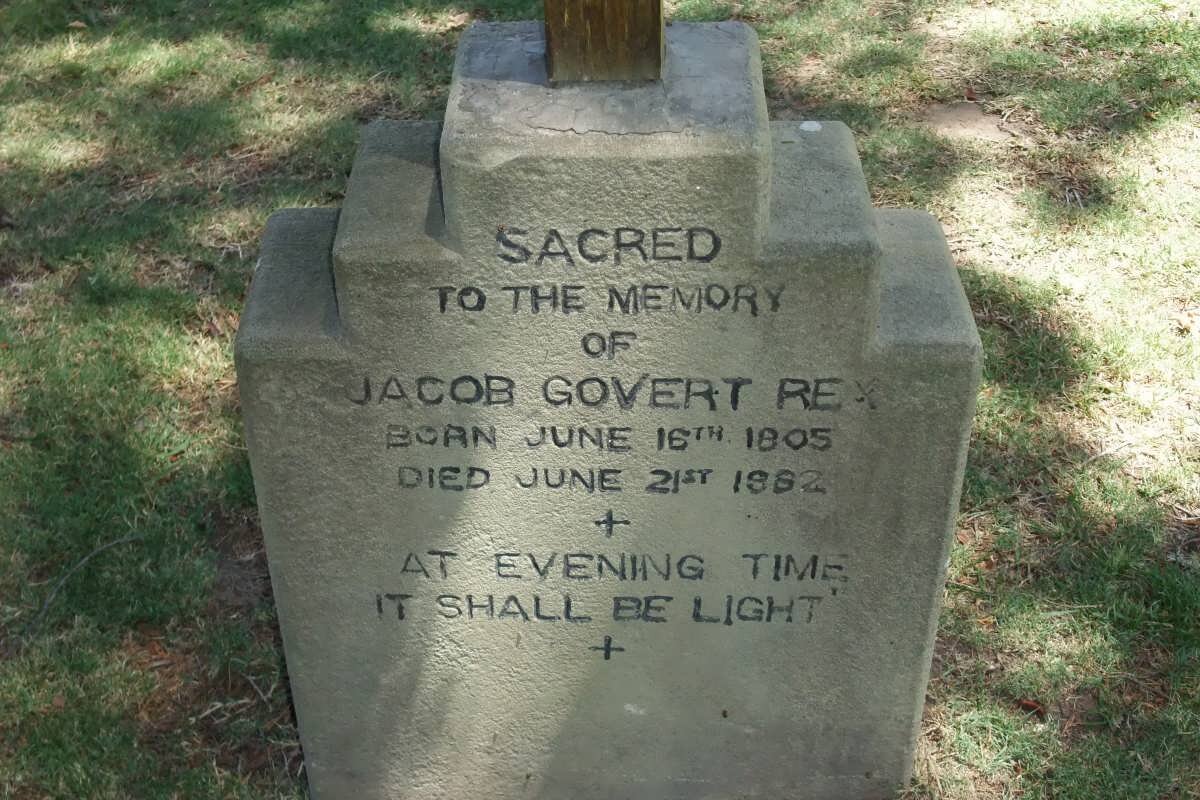 SACRED
TO THE MEMORY
OF
JACOB GOVERT REX
BORN JUNE 16TH 1805
DIED JUNE 21ST 1882
+
AT EVENING TIME
IT SHALL BE LIGHT"
+